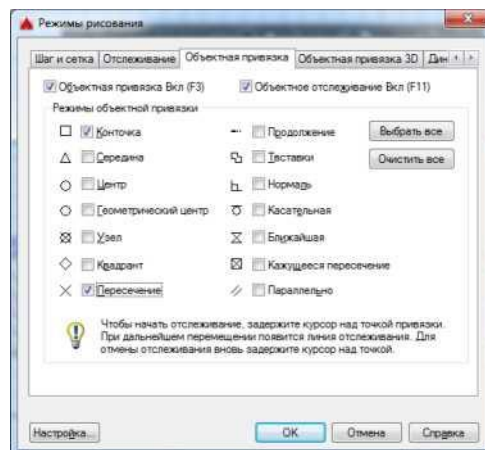 Режимы рисования
Шаг и сетка Отслеживание Объектная привязка Объектная привязка 3D Дин
Объектная привязка Вкл (F3) Объектное отслеживание Вкл (F11)
Режимы объектной привязки
Конточка Продолжение Выбрать все
Середина Твставки Очистить все
Центр Нормаль
Геометрический центр Касательная
Узел Ближайшая
Квадрант Кажущееся пересечение
Пересечение Параллельно
Чтобы начать отслеживание, задержите курсор над точкой привязки.
При дальнейшем перемещении появится линия отслеживания. Для
отмены отслеживания вновь задержите курсор над точкой.
Настройка... OK Отмена Справка